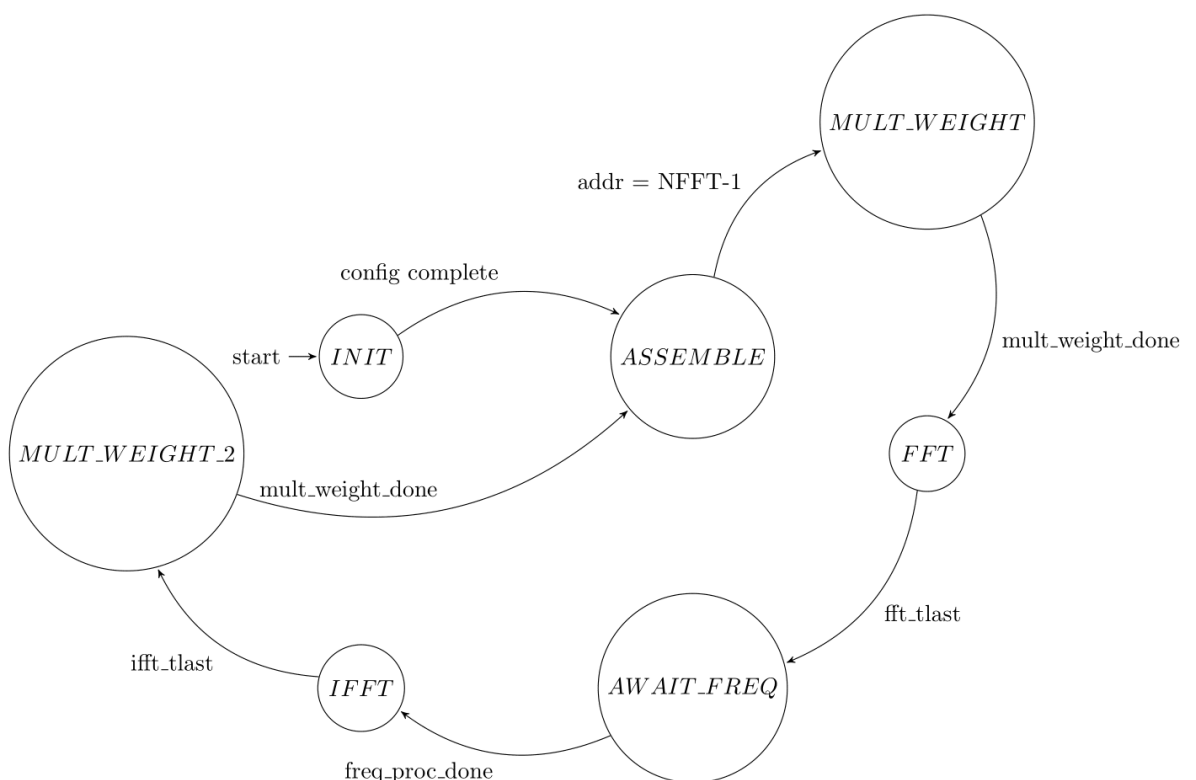 MULT_WEIGHT
addr = NFFT-1
config complete
mult_weight_done
start
INIT
ASSEMBLE
MULT_WEIGHT_2
FFT
mult_weight_done
fft_tlast
ifft_tlast
IFFT
AWAIT_FREQ
freq_proc_done